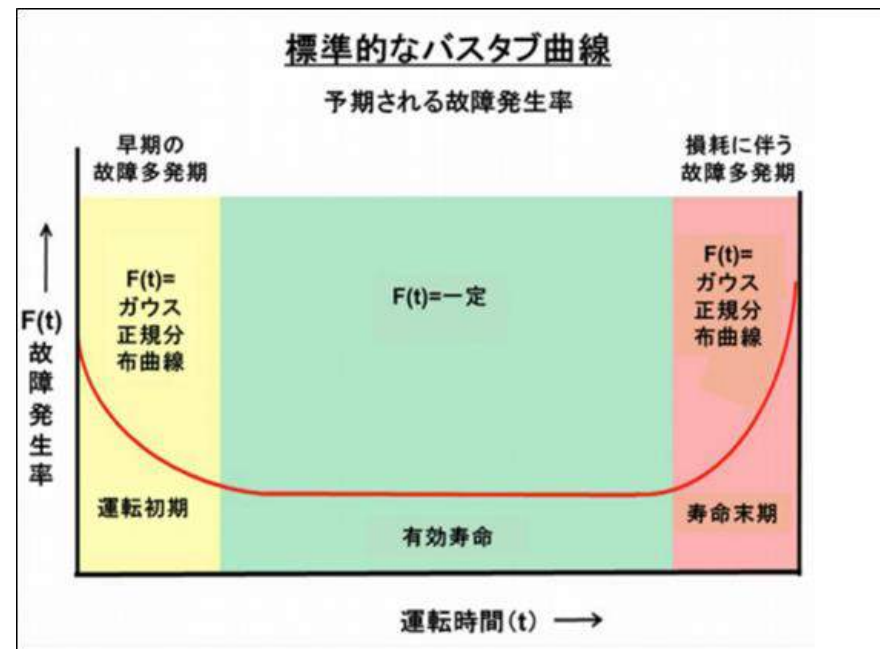 標準的なバスタブ曲線
予期される故障発生率
早期の
故障多発期
損耗に伴う
故障多発期
F(t)=
ガウス
正規分
布曲線
F(t)=一定
F(t)=
ガウス
正規分
布曲線
F(t)
故
障
発
生
率
運転初期
有効寿命
寿命末期
運転時間(t)